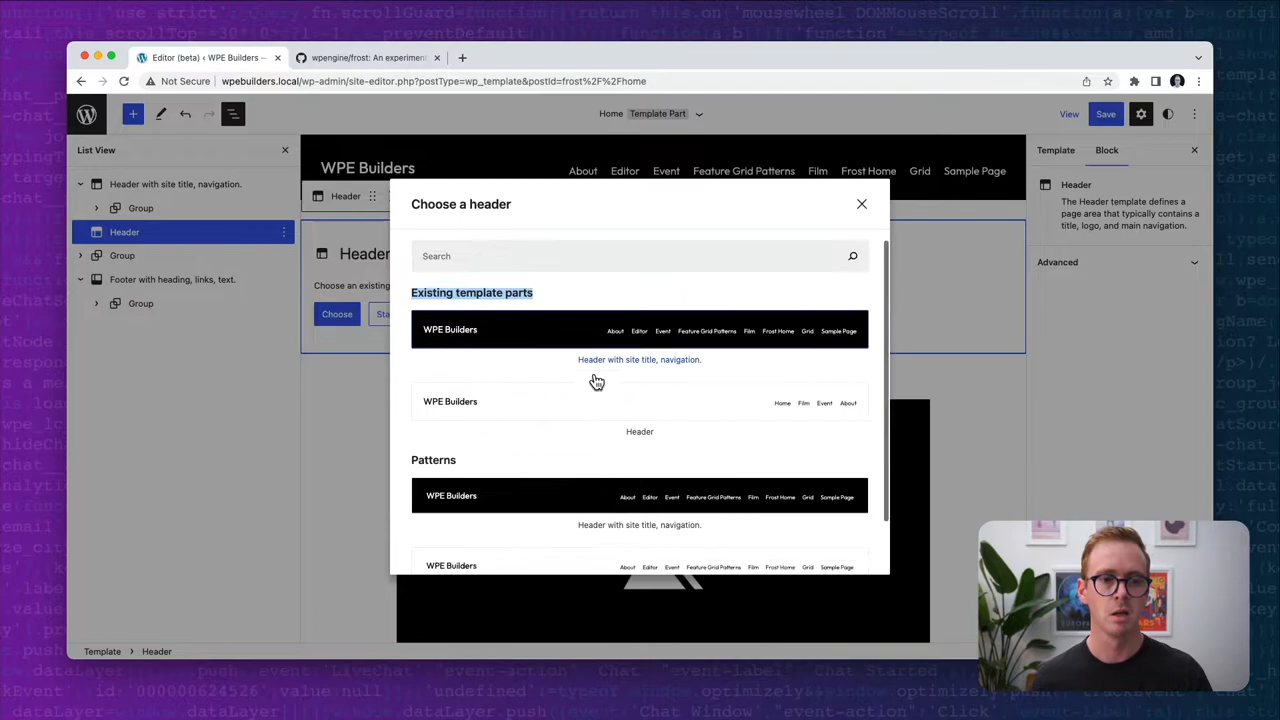 Editor (beta) ‹ WPE Builders —
wpengine/frost: An experiment
Not Secure
wpebuilders.local/wp-admin/site-editor.php?postType=wp_template&postId=frost%2F%2Fhome
Home Template Part
View
Save
List View
Header with site title, navigation.
Group
Header
Group
Footer with heading, links, text.
Group
WPE Builders
About Editor Event Feature Grid Patterns Film Frost Home Grid Sample Page
Header
Header
Choose an existing
Choose
Sta
Choose a header
Search
Existing template parts
WPE Builders
About Editor Event Feature Grid Patterns Film Frost Home Grid Sample Page
Header with site title, navigation.
WPE Builders
Home Film Event About
Header
Patterns
WPE Builders
About Editor Event Feature Grid Patterns Film Frost Home Grid Sample Page
Header with site title, navigation.
WPE Builders
About Editor Event Feature Grid Patterns Film Frost Home Grid Sample Page
Template
Block
Header
The Header template defines a
page area that typically contains a
title, logo, and main navigation.
Advanced
Template
Header